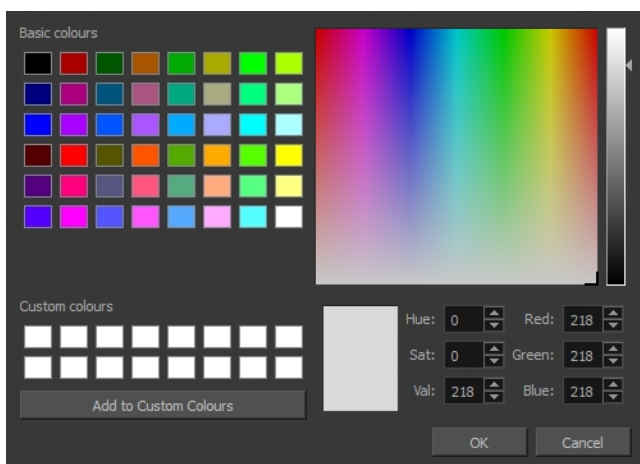 Basic colours
Custom colours
Add to Custom Colours
Hue: 0 Red: 218
Sat: 0 Green: 218
Val: 218 Blue: 218
OK Cancel